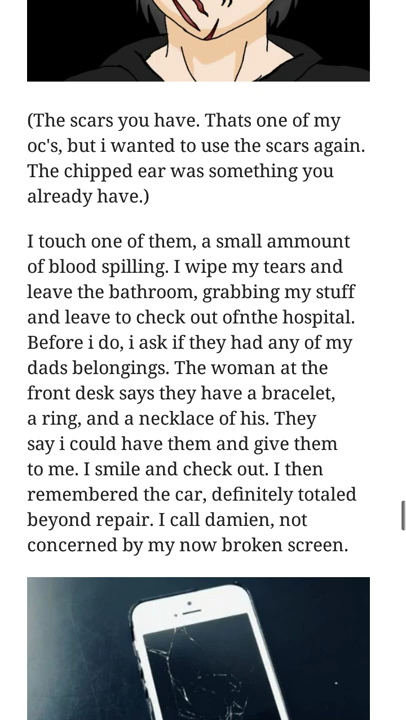 (The scars you have. Thats one of my
oc's, but i wanted to use the scars again.
The chipped ear was something you
already have.)
I touch one of them, a small ammount
of blood spilling. I wipe my tears and
leave the bathroom, grabbing my stuff
and leave to check out ofnthe hospital.
Before i do, i ask if they had any of my
dads belongings. The woman at the
front desk says they have a bracelet,
a ring, and a necklace of his. They
say i could have them and give them
to me. I smile and check out. I then
remembered the car, definitely totaled
beyond repair. I call damien, not
concerned by my now broken screen.